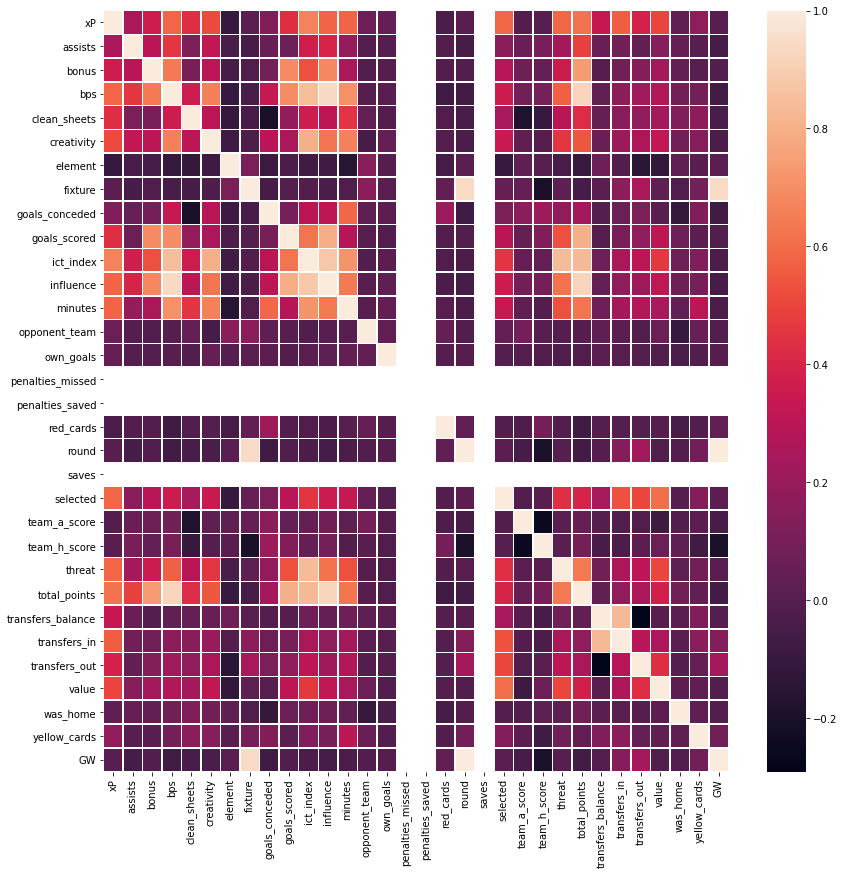 xP
assists
bonus
bps
clean_sheets
creativity
element
fixture
goals_conceded
goals_scored
ict_index
influence
minutes
opponent_team
own_goals
penalties_missed
penalties_saved
red_cards
round
saves
selected
team_a_score
team_h_score
threat
total_points
transfers_balance
transfers_in
transfers_out
value
was_home
yellow_cards
GW
xP
assists
bonus
bps
clean_sheets
creativity
element
fixture
goals_conceded
goals_scored
ict_index
influence
minutes
opponent_team
own_goals
penalties_missed
penalties_saved
red_cards
round
saves
selected
team_a_score
team_h_score
threat
total_points
transfers_balance
transfers_in
transfers_out
value
was_home
yellow_cards
GW
1.0
0.8
0.6
0.4
0.2
0.0
−0.2